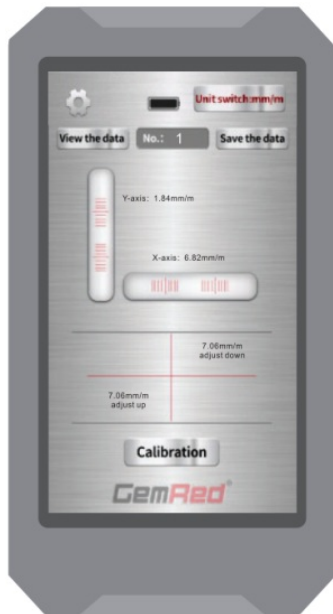 Unit switch:mm/m
View the data
No.: 1
Save the data
Y-axis: 1.84mm/m
X-axis: 6.82mm/m
7.06mm/m
adjust down
7.06mm/m
adjust up
Calibration
GemRed®